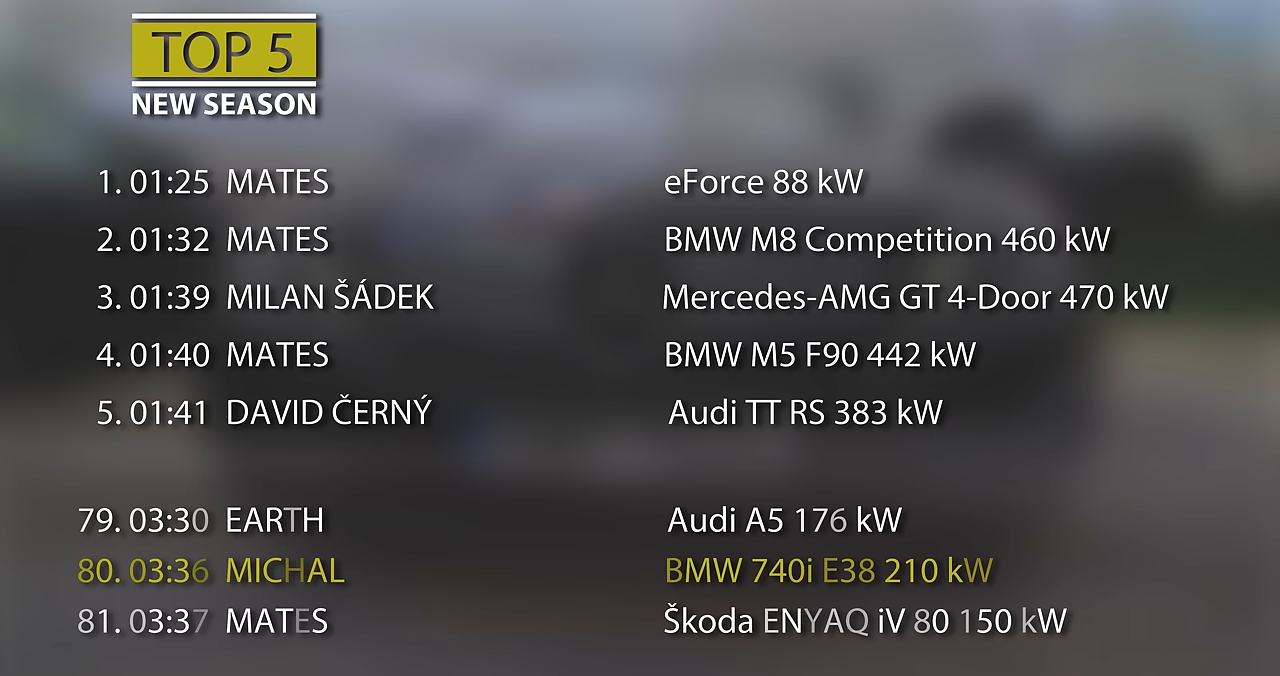 TOP 5
NEW SEASON
1. 01:25 MATES eForce 88 kW
2. 01:32 MATES BMW M8 Competition 460 kW
3. 01:39 MILAN ŠÁDEK Mercedes-AMG GT 4-Door 470 kW
4. 01:40 MATES BMW M5 F90 442 kW
5. 01:41 DAVID ČERNÝ Audi TT RS 383 kW
79. 03:30 EARTH Audi A5 176 kW
80. 03:36 MICHAL BMW 740i E38 210 kW
81. 03:37 MATES Škoda ENYAQ iV 80 150 kW